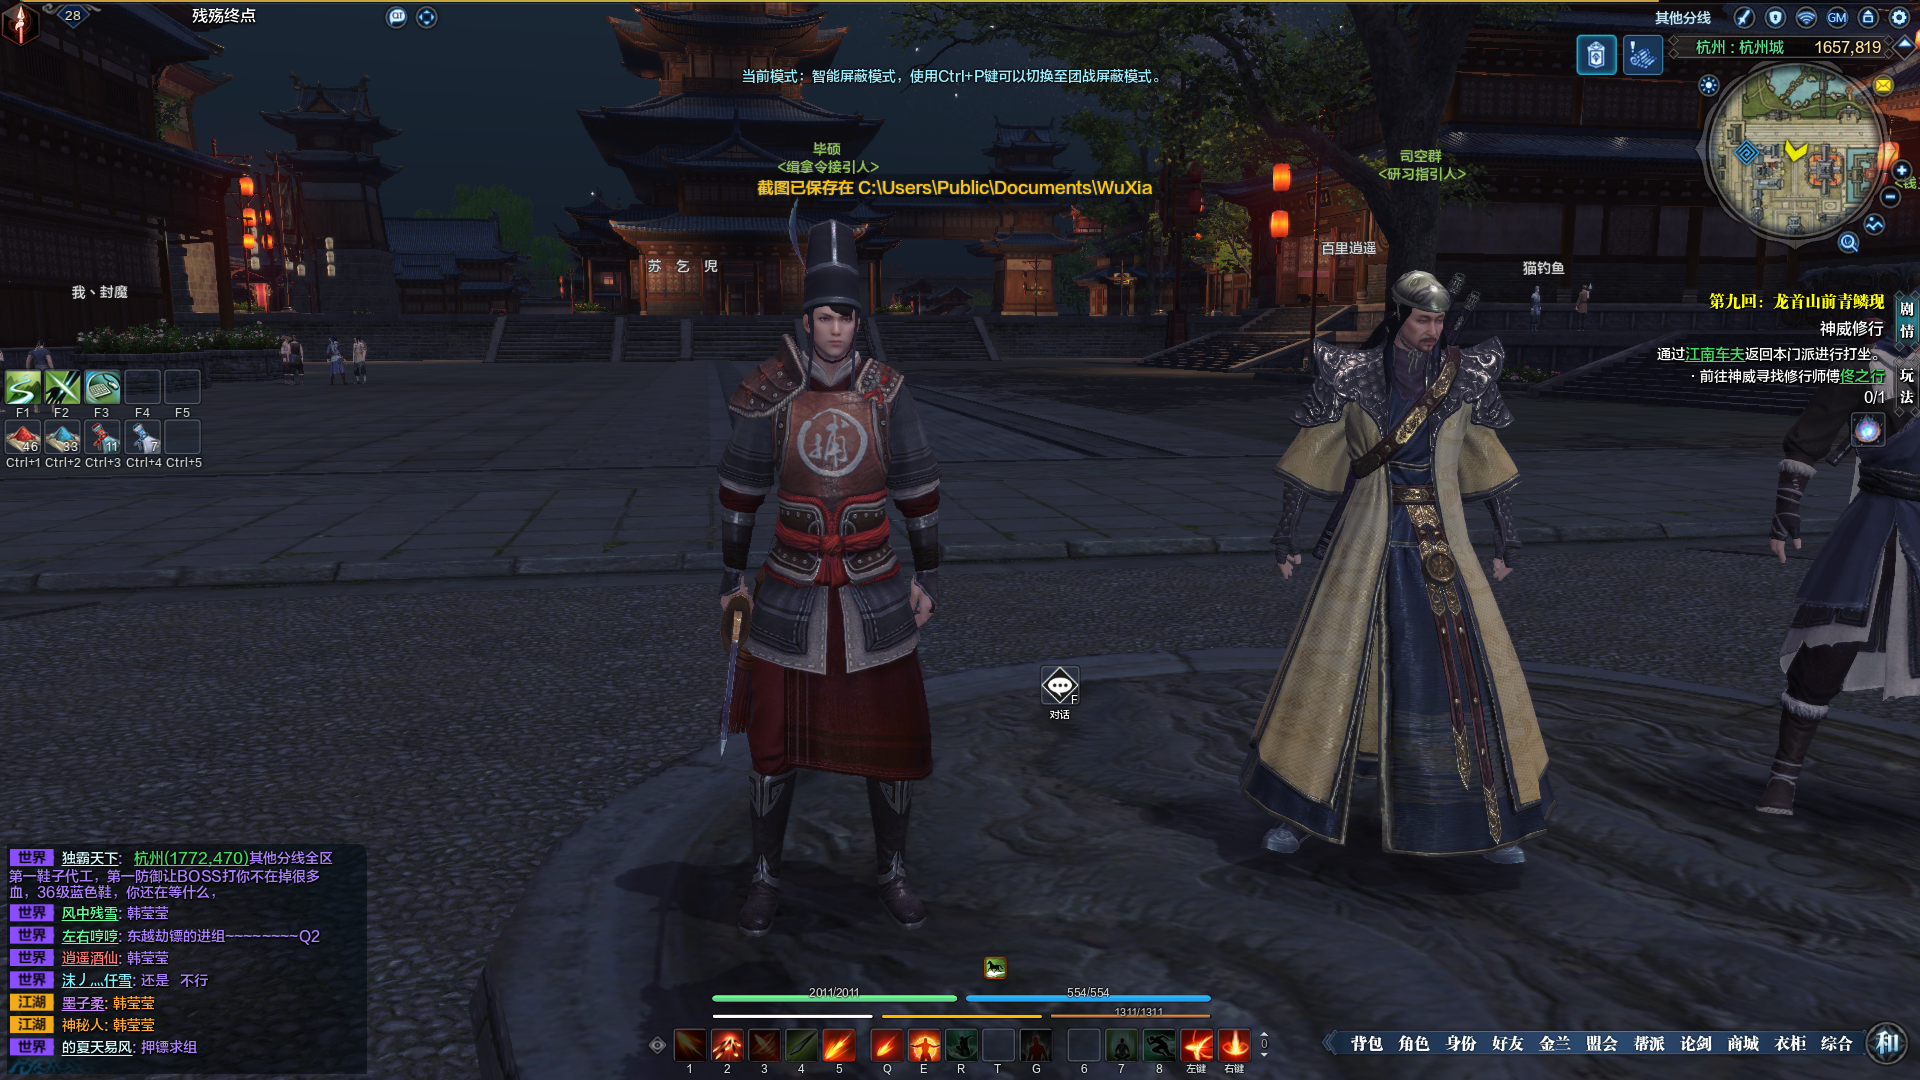 28
残殇终点
其他分线
GM
杭州 : 杭州城
1657,819
当前模式：智能屏蔽模式，使用Ctrl+P键可以切换至团战屏蔽模式。
毕硕
<缉拿令接引人>
截图已保存在 C:\Users\Public\Documents\WuXia
司空群
<研习指引人>
百里逍遥
苏 乞 児
猫钓鱼
我丶封魔
第九回：龙首山前青鳞现
神威修行
通过江南车夫返回本门派进行打坐。
· 前往神威寻找修行师傅佟之行
0/1
剧情
玩法
F1 F2 F3 F4 F5
46 33 11 7
Ctrl+1 Ctrl+2 Ctrl+3 Ctrl+4 Ctrl+5
捕
F
对话
世界 独霸天下: 杭州(1772,470)其他分线全区
第一鞋子代工，第一防御让BOSS打你不在掉很多
血，36级蓝色鞋，你还在等什么，
世界 风中残雪: 韩莹莹
世界 左右哼哼: 东越劫镖的进组~~~~~~~~Q2
世界 逍遥酒仙: 韩莹莹
世界 沫丿灬仔雪: 还是 不行
江湖 墨子柔: 韩莹莹
江湖 神秘人: 韩莹莹
世界 的夏天易风: 押镖求组
2011/2011
554/554
1311/1311
0
1 2 3 4 5 Q E R T G 6 7 8 左键 右键
背包 角色 身份 好友 金兰 盟会 帮派 论剑 商城 衣柜 综合
和